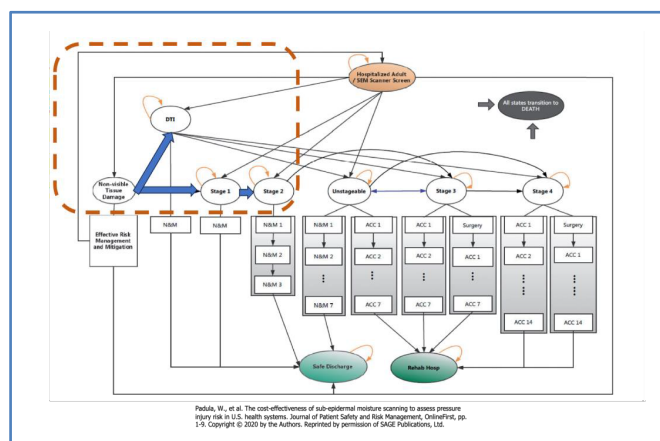 Hospitalized Adult
/ SEM Scanner Screen
All states transition to
DEATH
DTI
Non-visible
Tissue
Damage
Stage 1
Stage 2
Unstageable
Stage 3
Stage 4
Effective Risk
Management
and Mitigation
N&M
N&M
N&M 1
N&M 2
N&M 3
N&M 1
N&M 2
N&M 7
ACC 1
ACC 2
ACC 7
ACC 1
ACC 2
ACC 7
Surgery
ACC 1
ACC 7
ACC 1
ACC 2
ACC 14
Surgery
ACC 1
ACC 14
Safe Discharge
Rehab Hosp
Padula, W., et al. The cost-effectiveness of sub-epidermal moisture scanning to assess pressure
injury risk in U.S. health systems. Journal of Patient Safety and Risk Management, OnlineFirst, pp.
1-9. Copyright © 2020 by the Authors. Reprinted by permission of SAGE Publications, Ltd.